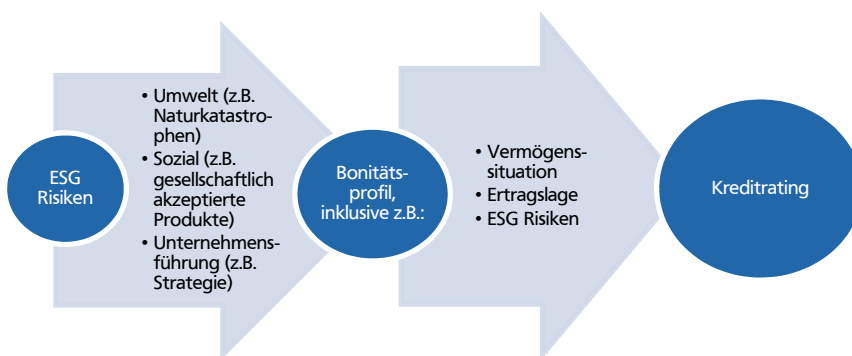 ESG
Risiken
• Umwelt (z.B.
Naturkatastro-
phen)
• Sozial (z.B.
gesellschaftlich
akzeptierte
Produkte)
• Unternehmens-
führung (z.B.
Strategie)
Bonitäts-
profil,
inklusive z.B.:
• Vermögens-
situation
• Ertragslage
• ESG Risiken
Kreditrating